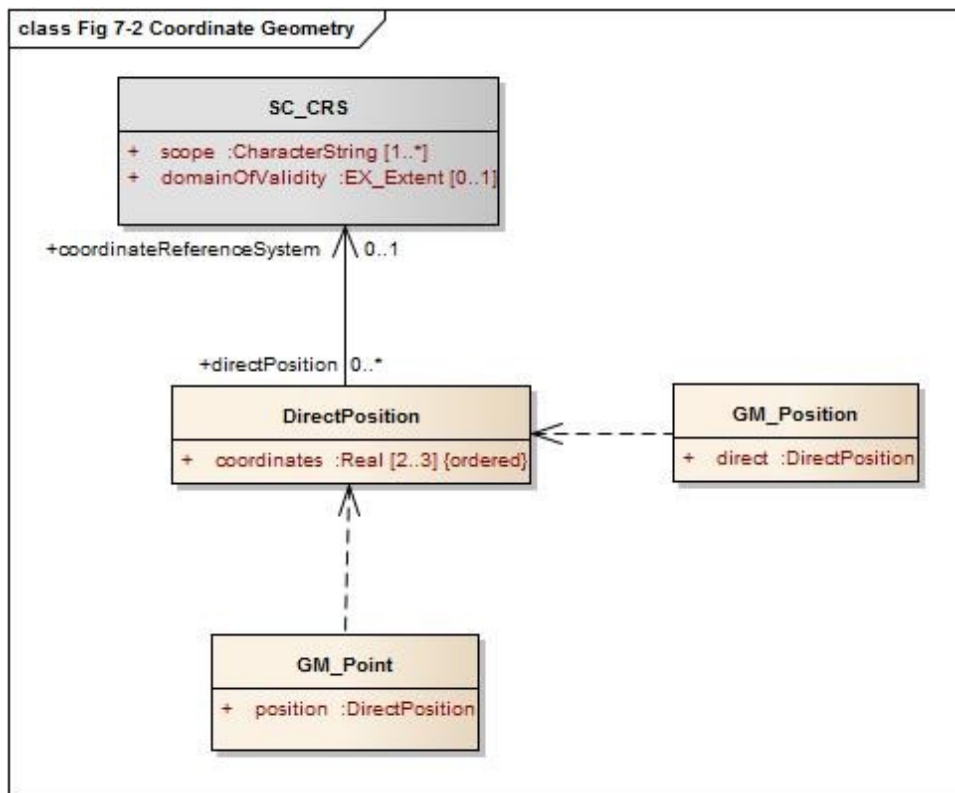 class Fig 7-2 Coordinate Geometry
SC_CRS
+ scope :CharacterString [1..*]
+ domainOfValidity :EX_Extent [0..1]
+coordinateReferenceSystem 0..1
+directPosition 0..*
DirectPosition
+ coordinates :Real [2..3] {ordered}
GM_Position
+ direct :DirectPosition
GM_Point
+ position :DirectPosition